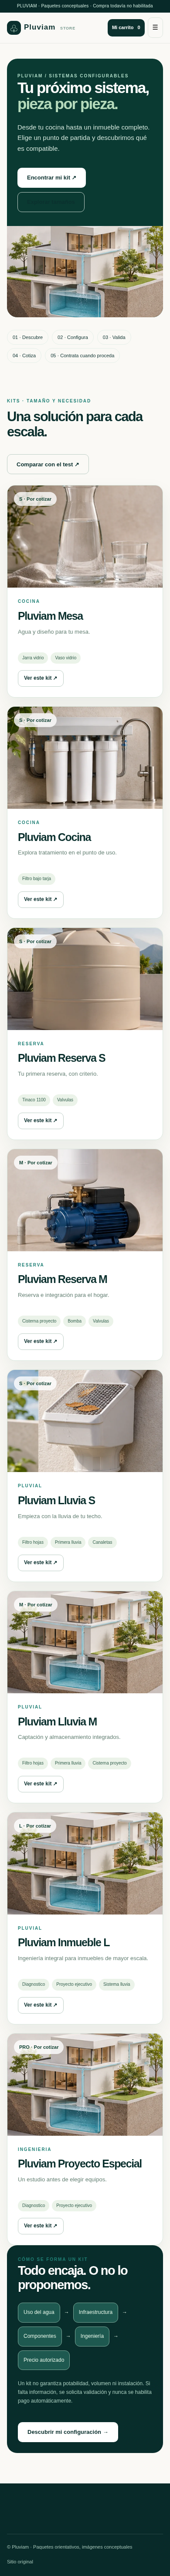 PLUVIAM · Paquetes conceptuales · Compra todavía no habilitada
Pluviam STORE
Mi carrito 0
PLUVIAM / SISTEMAS CONFIGURABLES
Tu próximo sistema,
pieza por pieza.
Desde tu cocina hasta un inmueble completo.
Elige un punto de partida y descubre qué
es compatible.
Encontrar mi kit ↗
01 · Descubre
02 · Configura
03 · Valida
04 · Cotiza
05 · Contrata cuando proceda
KITS · TAMAÑO Y NECESIDAD
Una solución para cada
escala.
Comparar con el test ↗
S · Por cotizar
COCINA
Pluviam Mesa
Agua y diseño para tu mesa.
Jarra vidrio
Vaso vidrio
Ver este kit ↗
S · Por cotizar
COCINA
Pluviam Cocina
Explora tratamiento en el punto de uso.
Filtro bajo tarja
Ver este kit ↗
S · Por cotizar
RESERVA
Pluviam Reserva S
Tu primera reserva, con criterio.
Tinaco 1100
Valvulas
Ver este kit ↗
M · Por cotizar
RESERVA
Pluviam Reserva M
Reserva e integración para el hogar.
Cisterna proyecto
Bomba
Valvulas
Ver este kit ↗
S · Por cotizar
PLUVIAL
Pluviam Lluvia S
Empieza con la lluvia de tu techo.
Filtro hojas
Primera lluvia
Canaletas
Ver este kit ↗
M · Por cotizar
PLUVIAL
Pluviam Lluvia M
Captación y almacenamiento integrados.
Filtro hojas
Primera lluvia
Cisterna proyecto
Ver este kit ↗
L · Por cotizar
PLUVIAL
Pluviam Inmueble L
Ingeniería integral para inmuebles de mayor escala.
Diagnostico
Proyecto ejecutivo
Sistema lluvia
Ver este kit ↗
PRO · Por cotizar
INGENIERIA
Pluviam Proyecto Especial
Un estudio antes de elegir equipos.
Diagnostico
Proyecto ejecutivo
Ver este kit ↗
CÓMO SE FORMA UN KIT
Todo encaja. O no lo
proponemos.
Uso del agua →
Infraestructura →
Componentes →
Ingeniería →
Precio autorizado
Un kit no garantiza potabilidad, volumen ni instalación. Si
falta información, se solicita validación y nunca se habilita
pago automáticamente.
Descubrir mi configuración →
© Pluviam · Paquetes orientativos, imágenes conceptuales
Sitio original